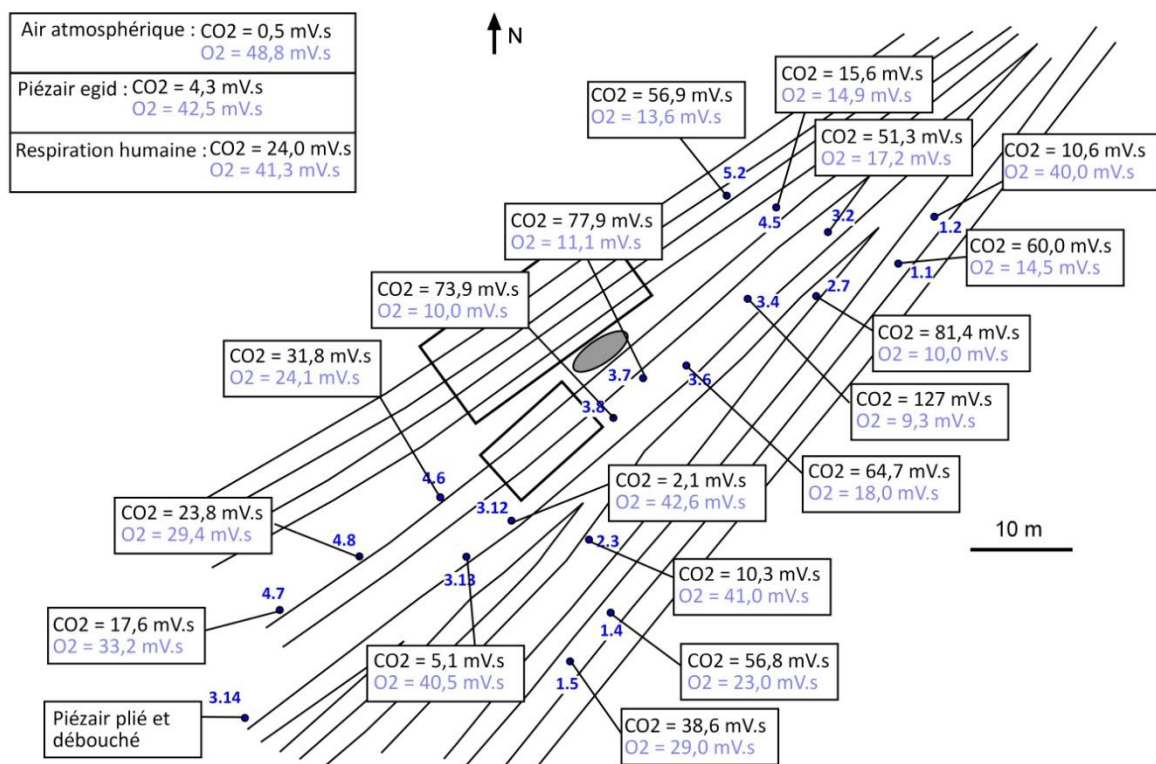 Air atmosphérique : CO2 = 0,5 mV.s
O2 = 48,8 mV.s
Piézair egid : CO2 = 4,3 mV.s
O2 = 42,5 mV.s
Respiration humaine : CO2 = 24,0 mV.s
O2 = 41,3 mV.s
N
CO2 = 56,9 mV.s
O2 = 13,6 mV.s
5.2
CO2 = 15,6 mV.s
O2 = 14,9 mV.s
4.5
CO2 = 51,3 mV.s
O2 = 17,2 mV.s
3.2
CO2 = 10,6 mV.s
O2 = 40,0 mV.s
1.2
CO2 = 60,0 mV.s
O2 = 14,5 mV.s
1.1
CO2 = 77,9 mV.s
O2 = 11,1 mV.s
3.7
CO2 = 73,9 mV.s
O2 = 10,0 mV.s
3.8
2.7
CO2 = 81,4 mV.s
O2 = 10,0 mV.s
3.4
CO2 = 127 mV.s
O2 = 9,3 mV.s
3.6
CO2 = 64,7 mV.s
O2 = 18,0 mV.s
CO2 = 31,8 mV.s
O2 = 24,1 mV.s
4.6
3.12
CO2 = 2,1 mV.s
O2 = 42,6 mV.s
CO2 = 23,8 mV.s
O2 = 29,4 mV.s
4.8
3.13
2.3
10 m
CO2 = 10,3 mV.s
O2 = 41,0 mV.s
4.7
CO2 = 17,6 mV.s
O2 = 33,2 mV.s
1.4
CO2 = 56,8 mV.s
O2 = 23,0 mV.s
CO2 = 5,1 mV.s
O2 = 40,5 mV.s
1.5
CO2 = 38,6 mV.s
O2 = 29,0 mV.s
3.14
Piézair plié et
débouché